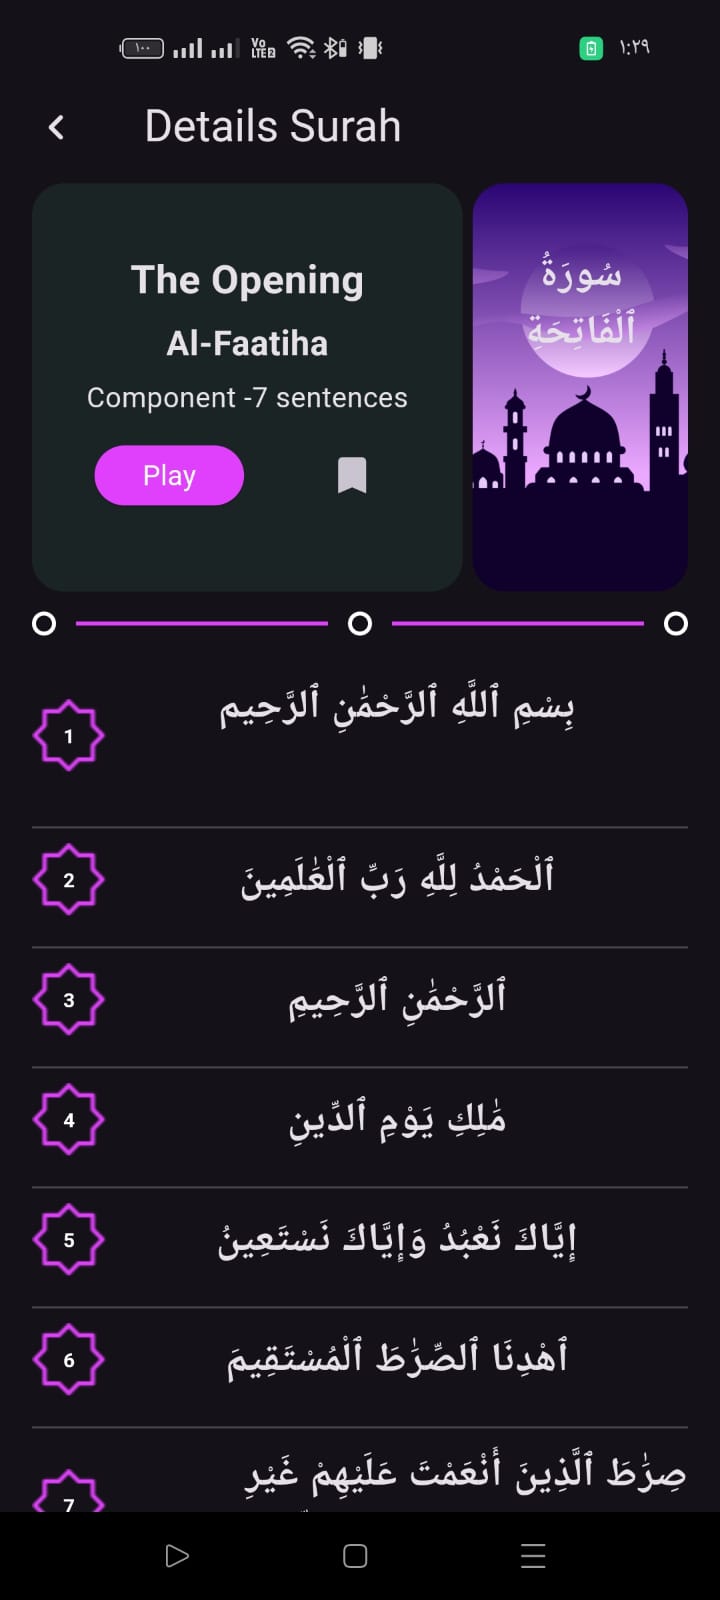 ١٠٠
Vo
LTE 2
١:٢٩
Details Surah
The Opening
Al-Faatiha
Component -7 sentences
Play
سُورَةُ
ٱلْفَاتِحَةِ
1
بِسْمِ ٱللَّهِ ٱلرَّحْمَٰنِ ٱلرَّحِيم
2
ٱلْحَمْدُ لِلَّهِ رَبِّ ٱلْعَٰلَمِينَ
3
ٱلرَّحْمَٰنِ ٱلرَّحِيمِ
4
مَٰلِكِ يَوْمِ ٱلدِّينِ
5
إِيَّاكَ نَعْبُدُ وَإِيَّاكَ نَسْتَعِينُ
6
ٱهْدِنَا ٱلصِّرَٰطَ ٱلْمُسْتَقِيمَ
7
صِرَٰطَ ٱلَّذِينَ أَنْعَمْتَ عَلَيْهِمْ غَيْرِ